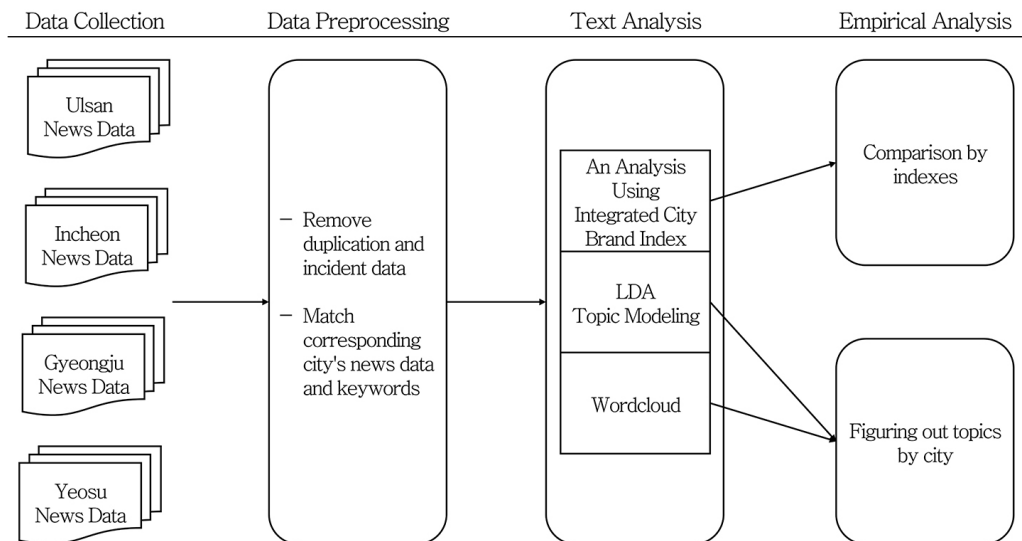 Data Collection
Data Preprocessing
Text Analysis
Empirical Analysis
Ulsan
News Data
Incheon
News Data
Gyeongju
News Data
Yeosu
News Data
− Remove
duplication and
incident data
− Match
corresponding
city's news data
and keywords
An Analysis
Using
Integrated City
Brand Index
LDA
Topic Modeling
Wordcloud
Comparison by
indexes
Figuring out topics
by city